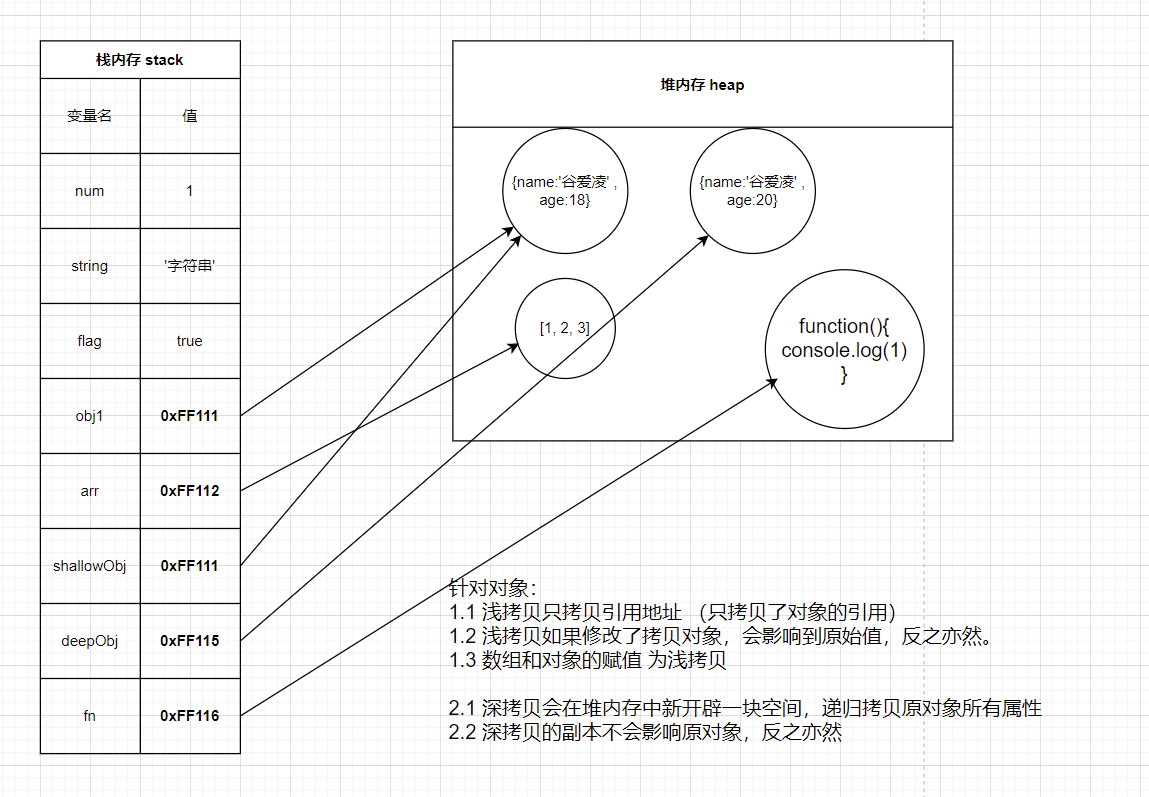 栈内存 stack
变量名 值
num 1
string '字符串'
flag true
obj1 0xFF111
arr 0xFF112
shallowObj 0xFF111
deepObj 0xFF115
fn 0xFF116
堆内存 heap
{name:'谷爱凌' ,
age:18}
{name:'谷爱凌' ,
age:20}
[1, 2, 3]
function(){
console.log(1)
}
针对对象：
1.1 浅拷贝只拷贝引用地址 （只拷贝了对象的引用）
1.2 浅拷贝如果修改了拷贝对象，会影响到原始值，反之亦然。
1.3 数组和对象的赋值 为浅拷贝
2.1 深拷贝会在堆内存中新开辟一块空间，递归拷贝原对象所有属性
2.2 深拷贝的副本不会影响原对象，反之亦然